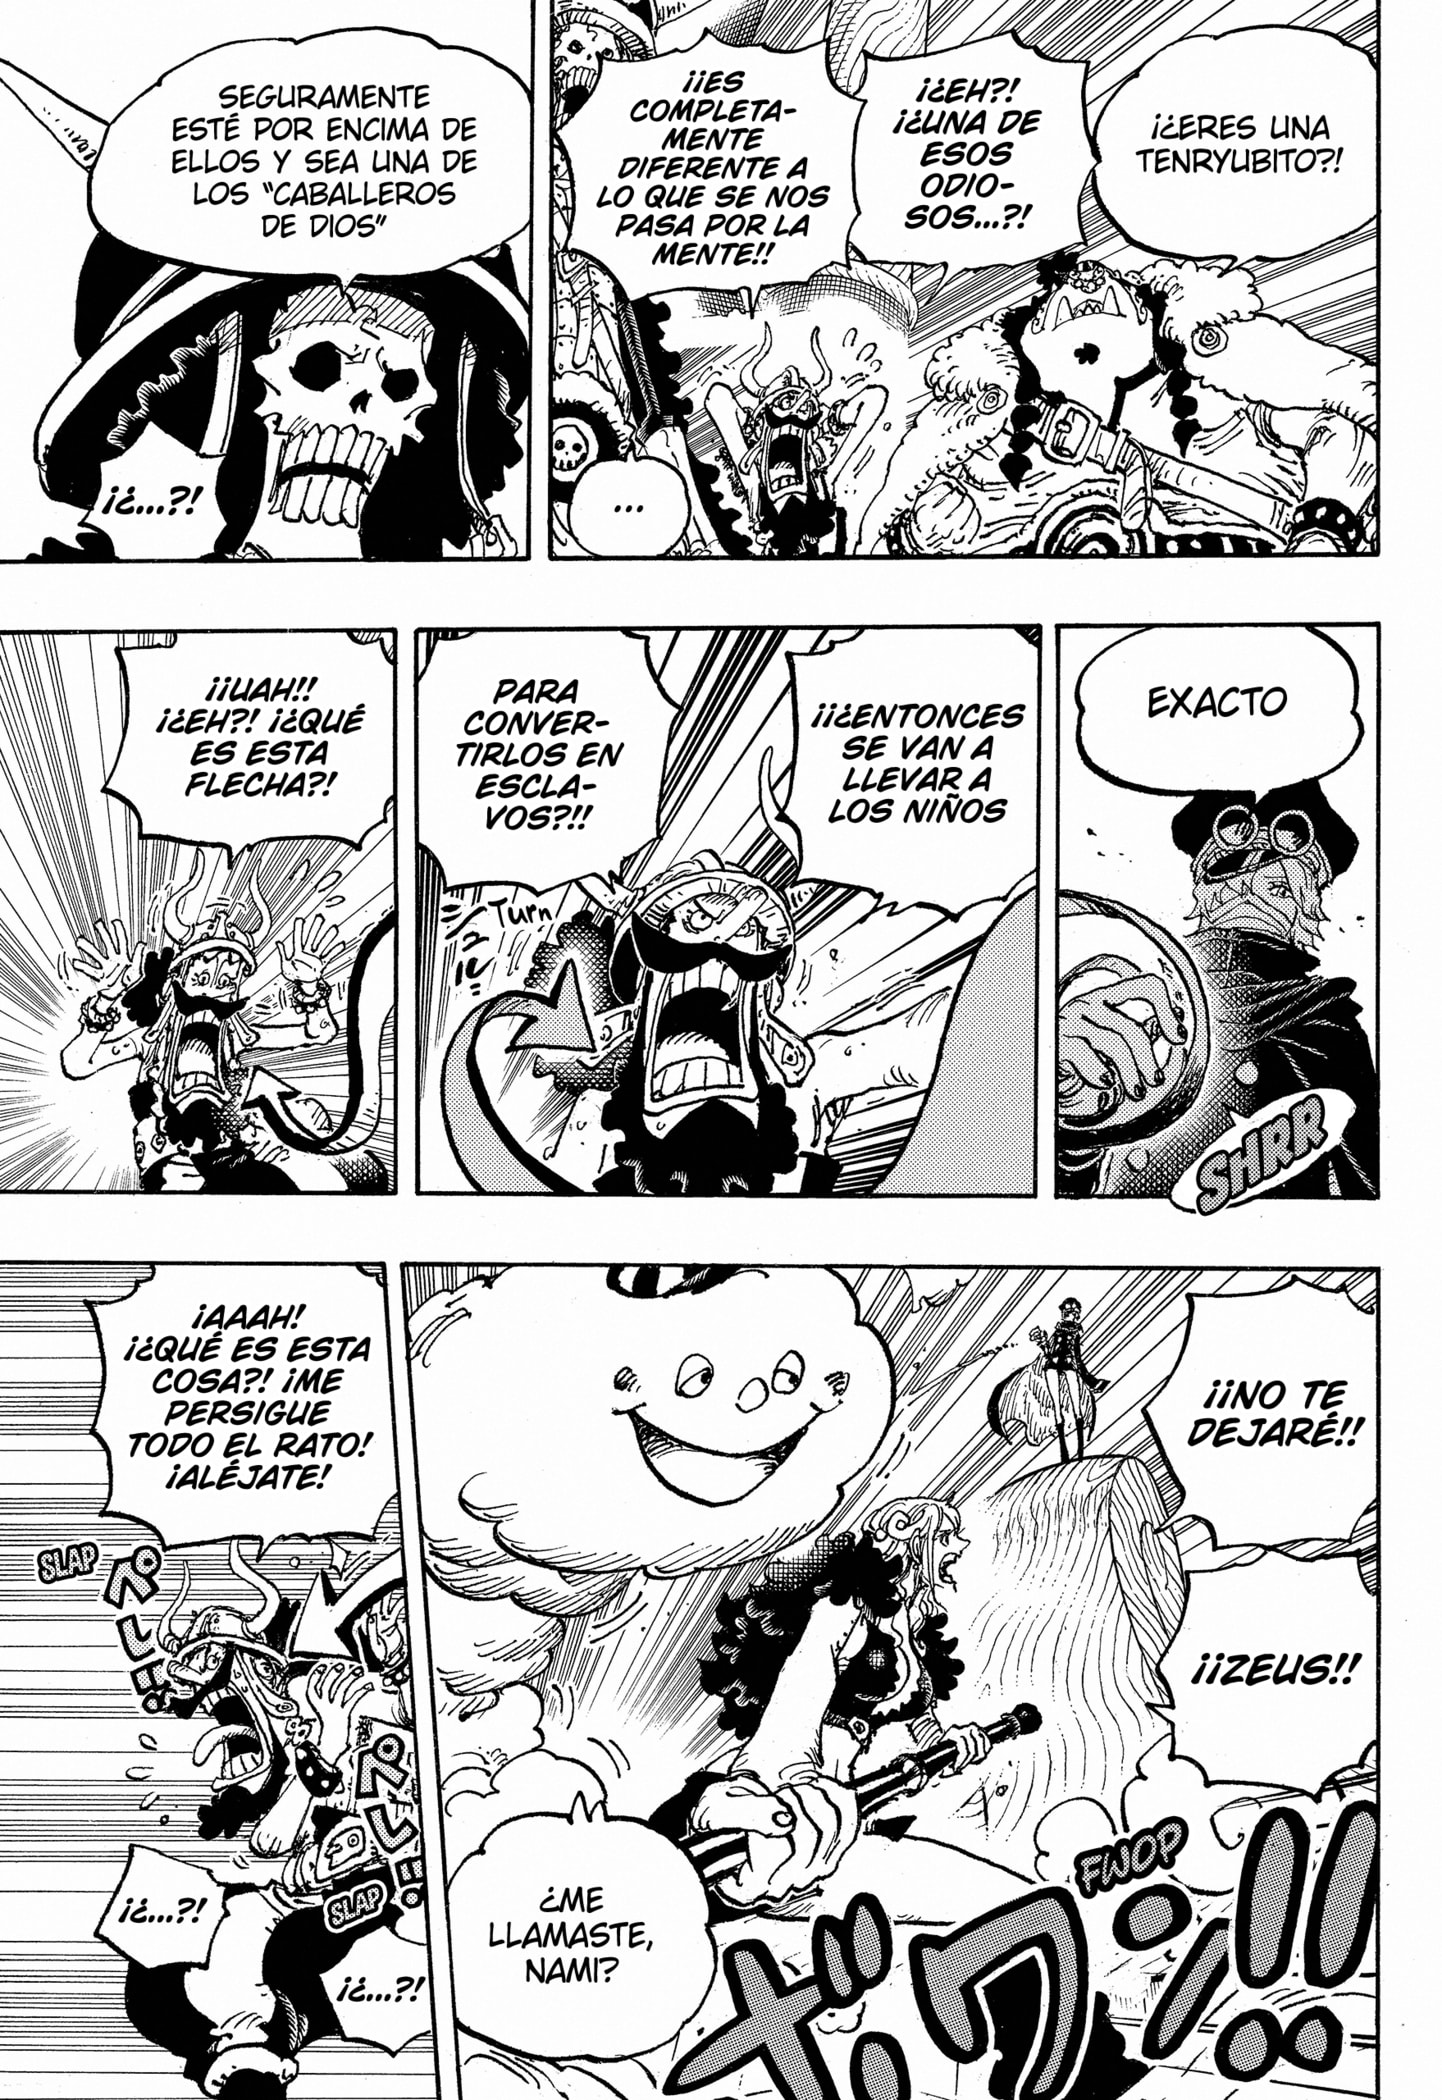 ¡¿ERES UNA
TENRYUBITO?!
¡¿EH?!
¡¿UNA DE
ESOS
ODIO-
SOS...?!
¡¡ES
COMPLETA-
MENTE
DIFERENTE A
LO QUE SE NOS
PASA POR LA
MENTE!!
...
SEGURAMENTE
ESTÉ POR ENCIMA DE
ELLOS Y SEA UNA DE
LOS "CABALLEROS
DE DIOS"
¡¿...?!
EXACTO
SHRR
¡¡¿ENTONCES
SE VAN A
LLEVAR A
LOS NIÑOS
PARA
CONVER-
TIRLOS EN
ESCLA-
VOS?!!
Turn
¡¡UAH!!
¡¿EH?! ¡¿QUÉ
ES ESTA
FLECHA?!
¡¡NO TE
DEJARÉ!!
¡¡ZEUS!!
FWOP
ボワン!!
¿ME
LLAMASTE,
NAMI?
¡AAAH!
¡¿QUÉ ES ESTA
COSA?! ¡ME
PERSIGUE
TODO EL RATO!
¡ALÉJATE!
SLAP
SLAP
¡¿...?!
¡¿...?!